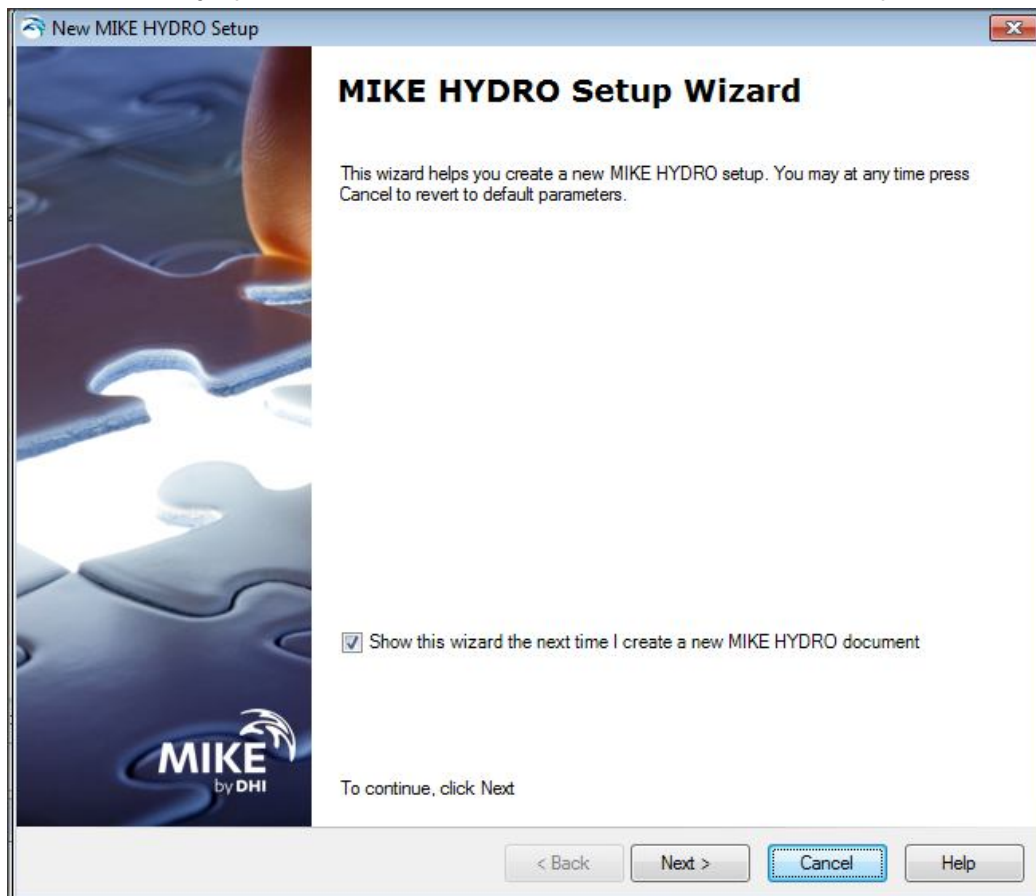 New MIKE HYDRO Setup
MIKE HYDRO Setup Wizard
This wizard helps you create a new MIKE HYDRO setup. You may at any time press
Cancel to revert to default parameters.
Show this wizard the next time I create a new MIKE HYDRO document
MIKE
by DHI
To continue, click Next
< Back
Next >
Cancel
Help